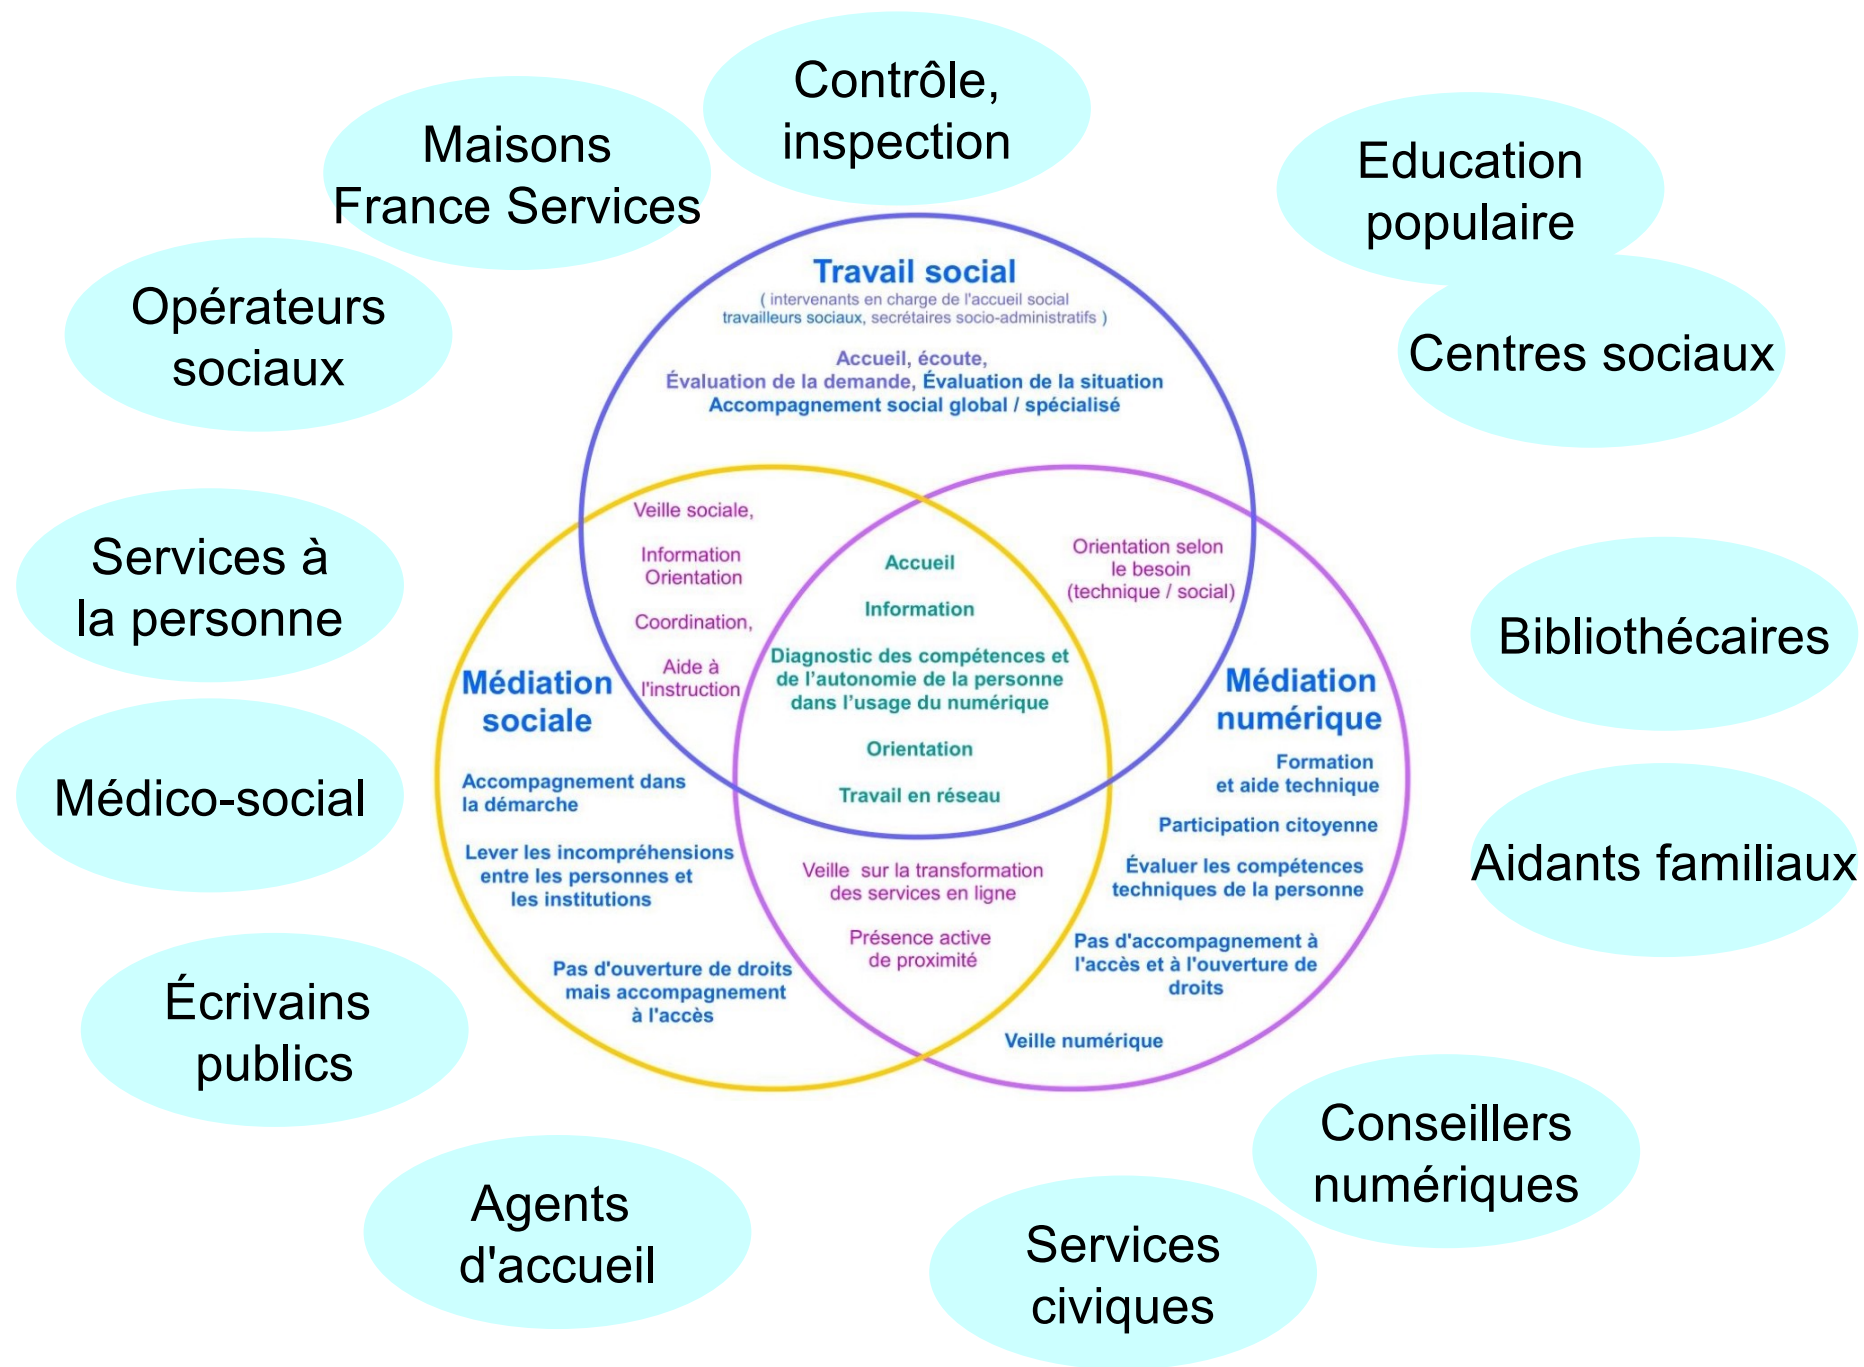 Contrôle,
inspection
Maisons
France Services
Education
populaire
Opérateurs
sociaux
Centres sociaux
Services à
la personne
Bibliothécaires
Médico-social
Aidants familiaux
Écrivains
publics
Conseillers
numériques
Agents
d'accueil
Services
civiques
Travail social
( intervenants en charge de l'accueil social
travailleurs sociaux, secrétaires socio-administratifs )
Accueil, écoute,
Évaluation de la demande, Évaluation de la situation
Accompagnement social global / spécialisé
Veille sociale,
Information
Orientation
Coordination,
Aide à
l'instruction
Accueil
Information
Diagnostic des compétences et
de l’autonomie de la personne
dans l’usage du numérique
Orientation
Travail en réseau
Orientation selon
le besoin
(technique / social)
Médiation
sociale
Accompagnement dans
la démarche
Lever les incompréhensions
entre les personnes et
les institutions
Pas d'ouverture de droits
mais accompagnement
à l'accès
Veille sur la transformation
des services en ligne
Présence active
de proximité
Médiation
numérique
Formation
et aide technique
Participation citoyenne
Évaluer les compétences
techniques de la personne
Pas d'accompagnement à
l'accès et à l'ouverture de
droits
Veille numérique